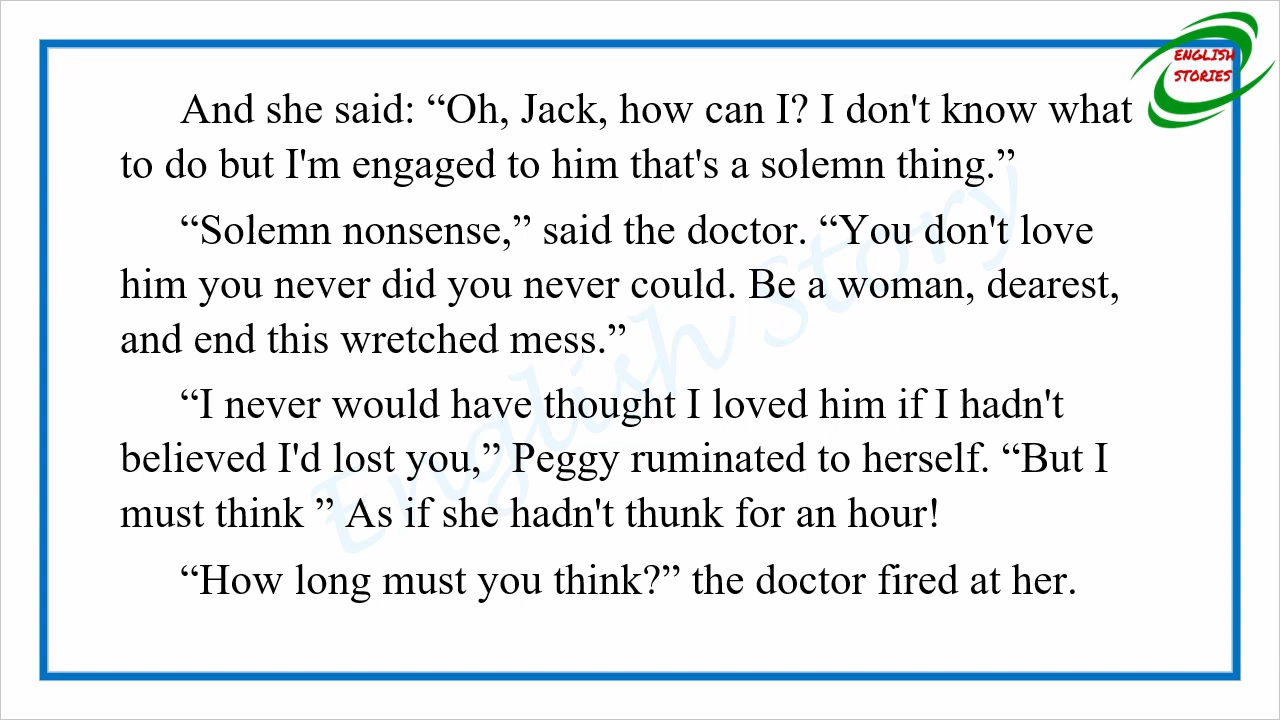 ENGLISH
STORIES
And she said: “Oh, Jack, how can I? I don't know what
to do but I'm engaged to him that's a solemn thing.”
“Solemn nonsense,” said the doctor. “You don't love
him you never did you never could. Be a woman, dearest,
and end this wretched mess.”
“I never would have thought I loved him if I hadn't
believed I'd lost you,” Peggy ruminated to herself. “But I
must think ” As if she hadn't thunk for an hour!
“How long must you think?” the doctor fired at her.
English Story